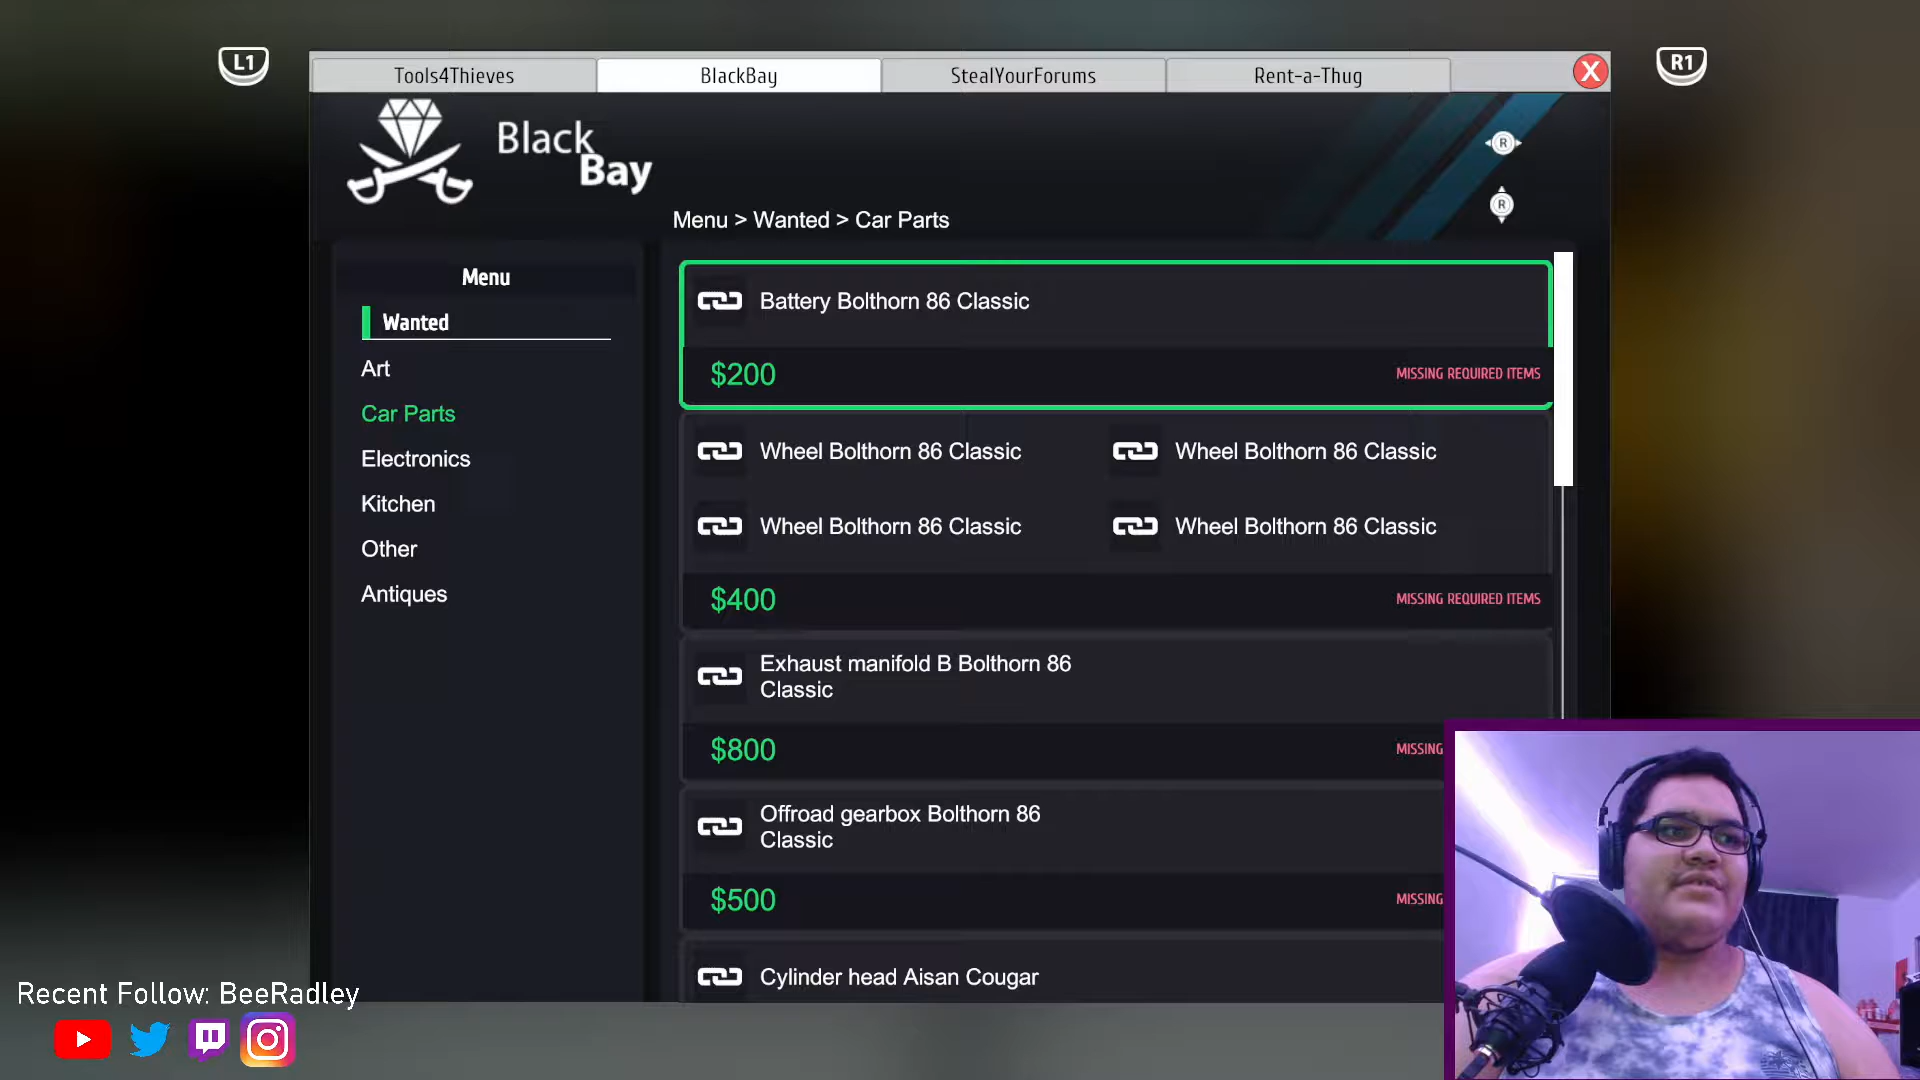 L1
Tools4Thieves
BlackBay
StealYourForums
Rent-a-Thug
X
R1
Black
Bay
R
R
Menu > Wanted > Car Parts
Menu
Wanted
Art
Car Parts
Electronics
Kitchen
Other
Antiques
Battery Bolthorn 86 Classic
$200
MISSING REQUIRED ITEMS
Wheel Bolthorn 86 Classic
Wheel Bolthorn 86 Classic
Wheel Bolthorn 86 Classic
Wheel Bolthorn 86 Classic
$400
MISSING REQUIRED ITEMS
Exhaust manifold B Bolthorn 86
Classic
$800
MISSING
Offroad gearbox Bolthorn 86
Classic
$500
MISSING
Cylinder head Aisan Cougar
Recent Follow: BeeRadley